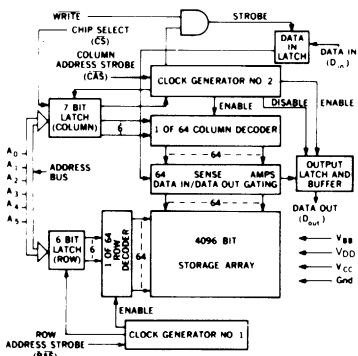 WRITE
STROBE
CHIP SELECT
(CS)
DATA IN
LATCH
DATA IN
(Din)
COLUMN
ADDRESS STROBE
(CAS)
CLOCK GENERATOR NO 2
ENABLE
DISABLE
ENABLE
7 BIT
LATCH
(COLUMN)
6
1 OF 64 COLUMN DECODER
64
A0
A1
A2
A3
A4
A5
ADDRESS
BUS
64
SENSE AMPS
DATA IN/DATA OUT GATING
OUTPUT
LATCH AND
BUFFER
64
DATA OUT
(Dout)
6 BIT
LATCH
(ROW)
6
1 OF 64
ROW
DECODER
64
4096 BIT
STORAGE ARRAY
VBB
VDD
VCC
Gnd
ENABLE
CLOCK GENERATOR NO 1
ROW
ADDRESS STROBE
(RAS)